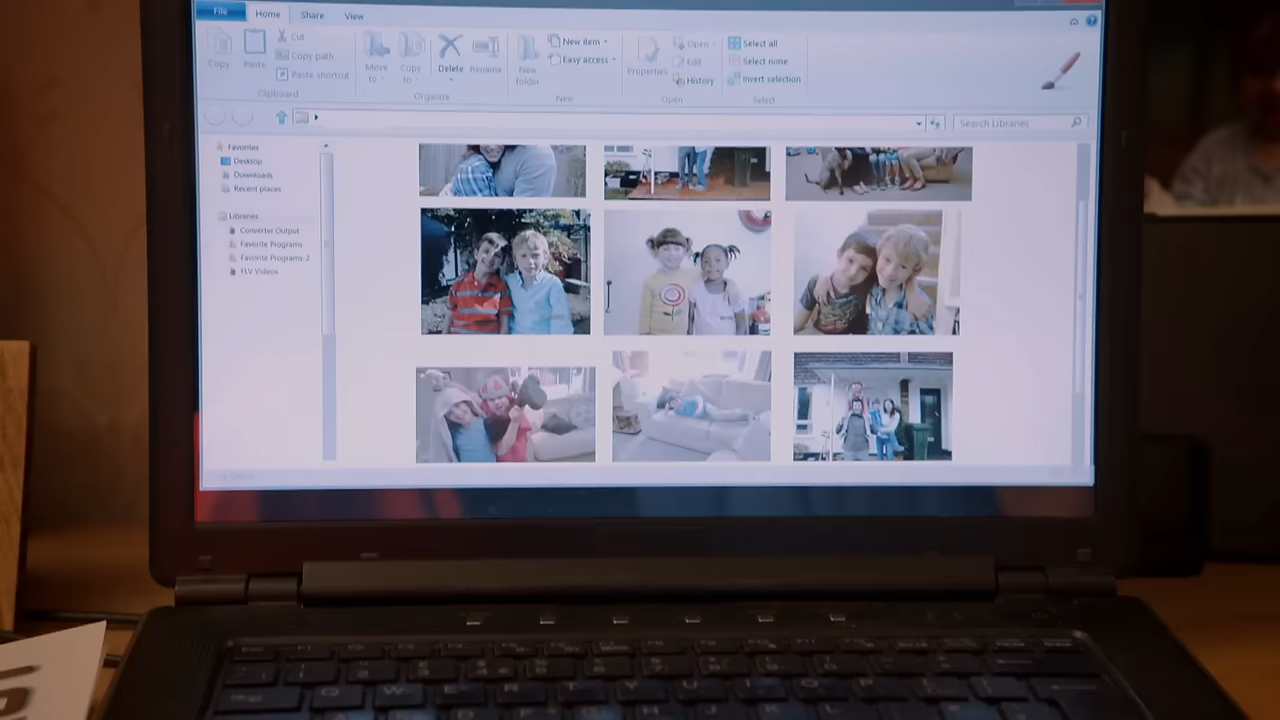 File Home Share View
Cut
Copy path
Paste shortcut
Copy Paste
Clipboard
Move to Copy to Delete Rename
Organize
New folder
New item
Easy access
New
Properties
Open
Edit
History
Open
Select all
Select none
Invert selection
Select
Search Libraries
Favorites
Desktop
Downloads
Recent places
Libraries
Converter Output
Favorite Programs
Favorite Programs-2
FLV Videos